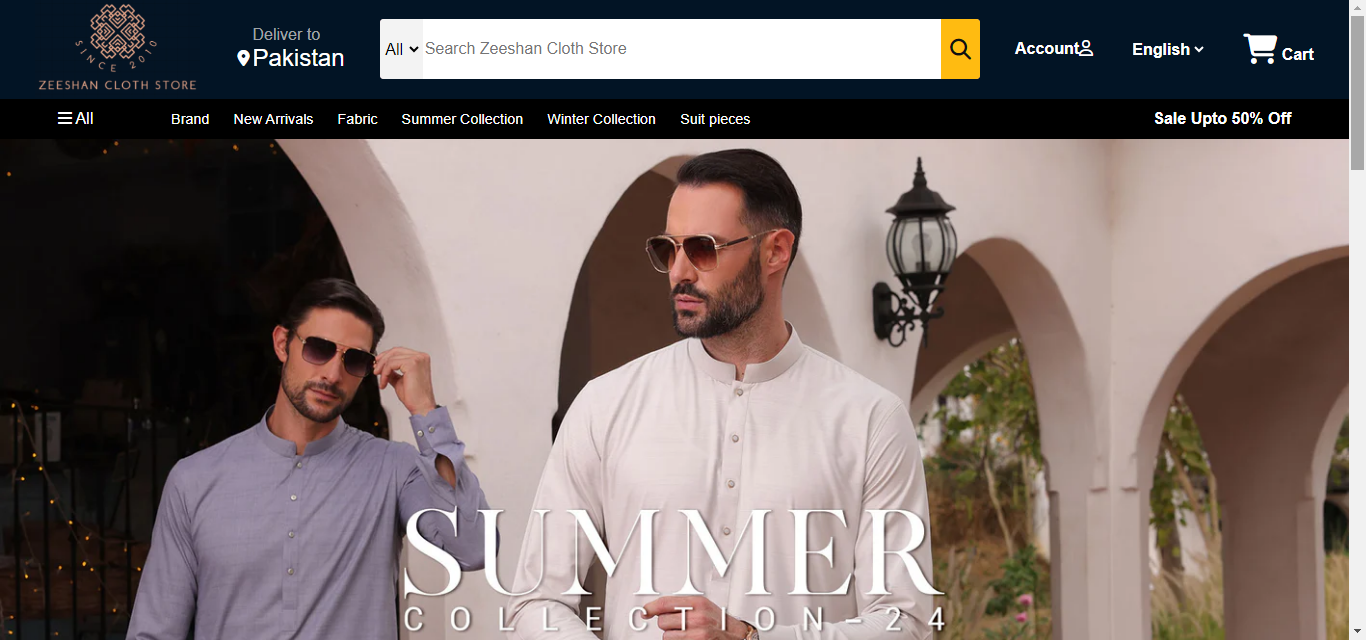 SINCE 2010
ZEESHAN CLOTH STORE
Deliver to
Pakistan
All
Search Zeeshan Cloth Store
Account
English
Cart
All
Brand
New Arrivals
Fabric
Summer Collection
Winter Collection
Suit pieces
Sale Upto 50% Off
SUMMER
COLLECTION-24